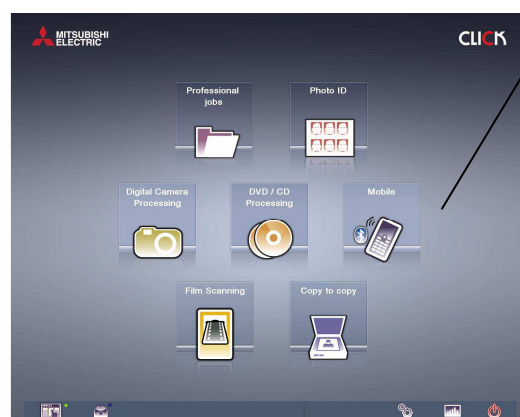 MITSUBISHI
ELECTRIC
CLICK
Professional
jobs
Photo ID
Digital Camera
Processing
DVD / CD
Processing
Mobile
Film Scanning
Copy to copy